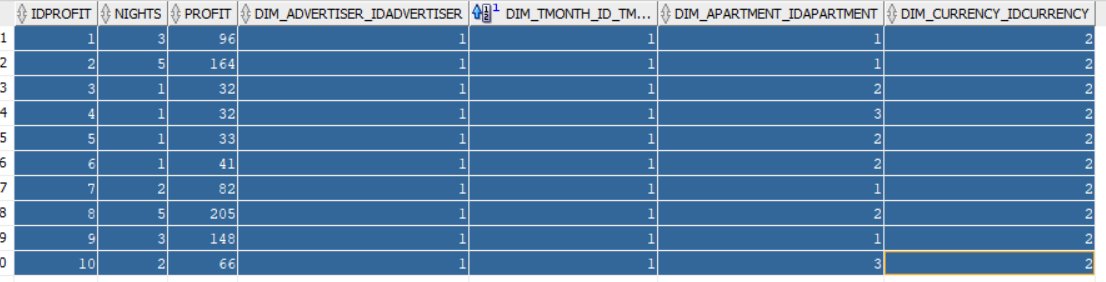 IDPROFIT NIGHTS PROFIT DIM_ADVERTISER_IDADVERTISER 1 DIM_TMONTH_ID_TM... DIM_APARTMENT_IDAPARTMENT DIM_CURRENCY_IDCURRENCY
1 1 3 96 1 1 1 2
2 2 5 164 1 1 1 2
3 3 1 32 1 1 2 2
4 4 1 32 1 1 3 2
5 5 1 33 1 1 2 2
6 6 1 41 1 1 2 2
7 7 2 82 1 1 1 2
8 8 5 205 1 1 2 2
9 9 3 148 1 1 1 2
0 10 2 66 1 1 3 2